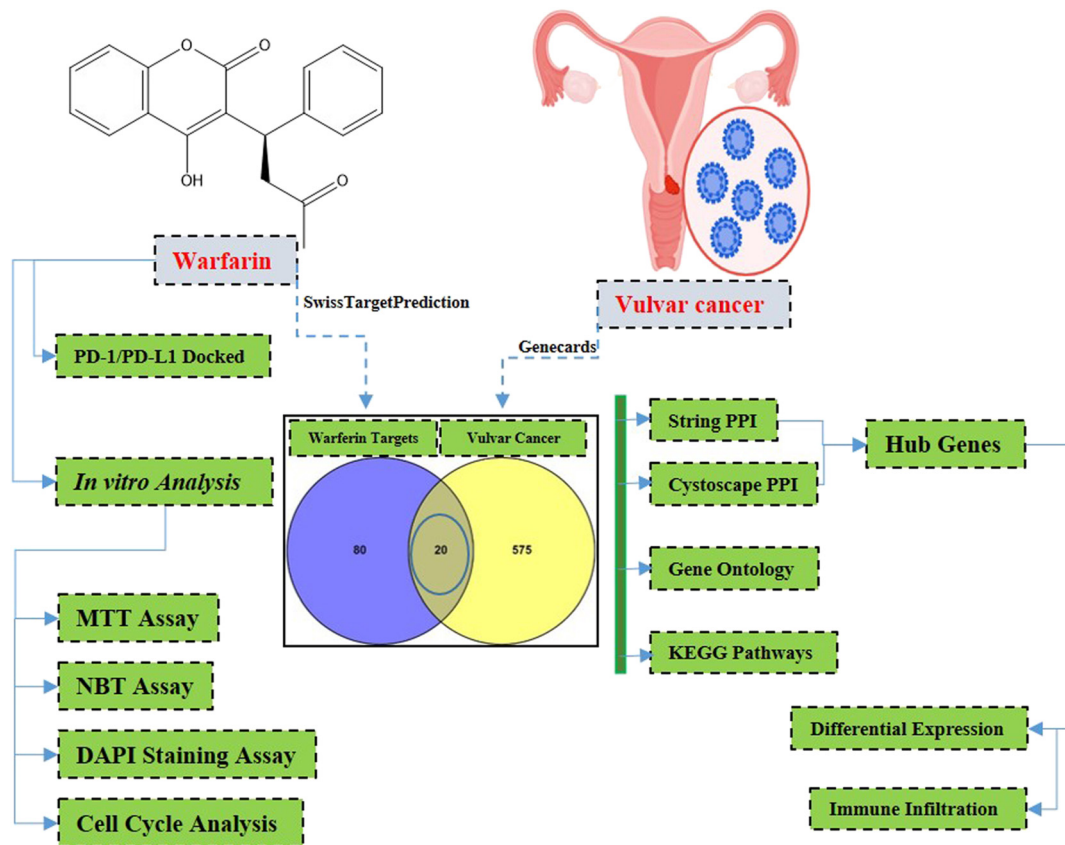 O
O
OH
O
Warfarin
SwissTargetPrediction
Vulvar cancer
Genecards
PD-1/PD-L1 Docked
Warferin Targets
Vulvar Cancer
80
20
575
String PPI
Cystoscape PPI
Hub Genes
Gene Ontology
KEGG Pathways
In vitro Analysis
MTT Assay
NBT Assay
DAPI Staining Assay
Cell Cycle Analysis
Differential Expression
Immune Infiltration